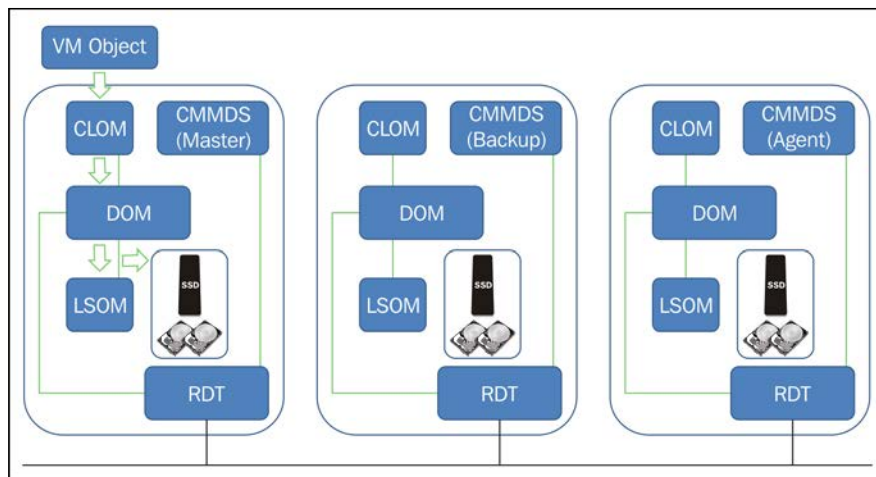 VM Object
CLOM
CMMDS
(Master)
DOM
LSOM
SSD
RDT
CLOM
CMMDS
(Backup)
DOM
LSOM
SSD
RDT
CLOM
CMMDS
(Agent)
DOM
LSOM
SSD
RDT